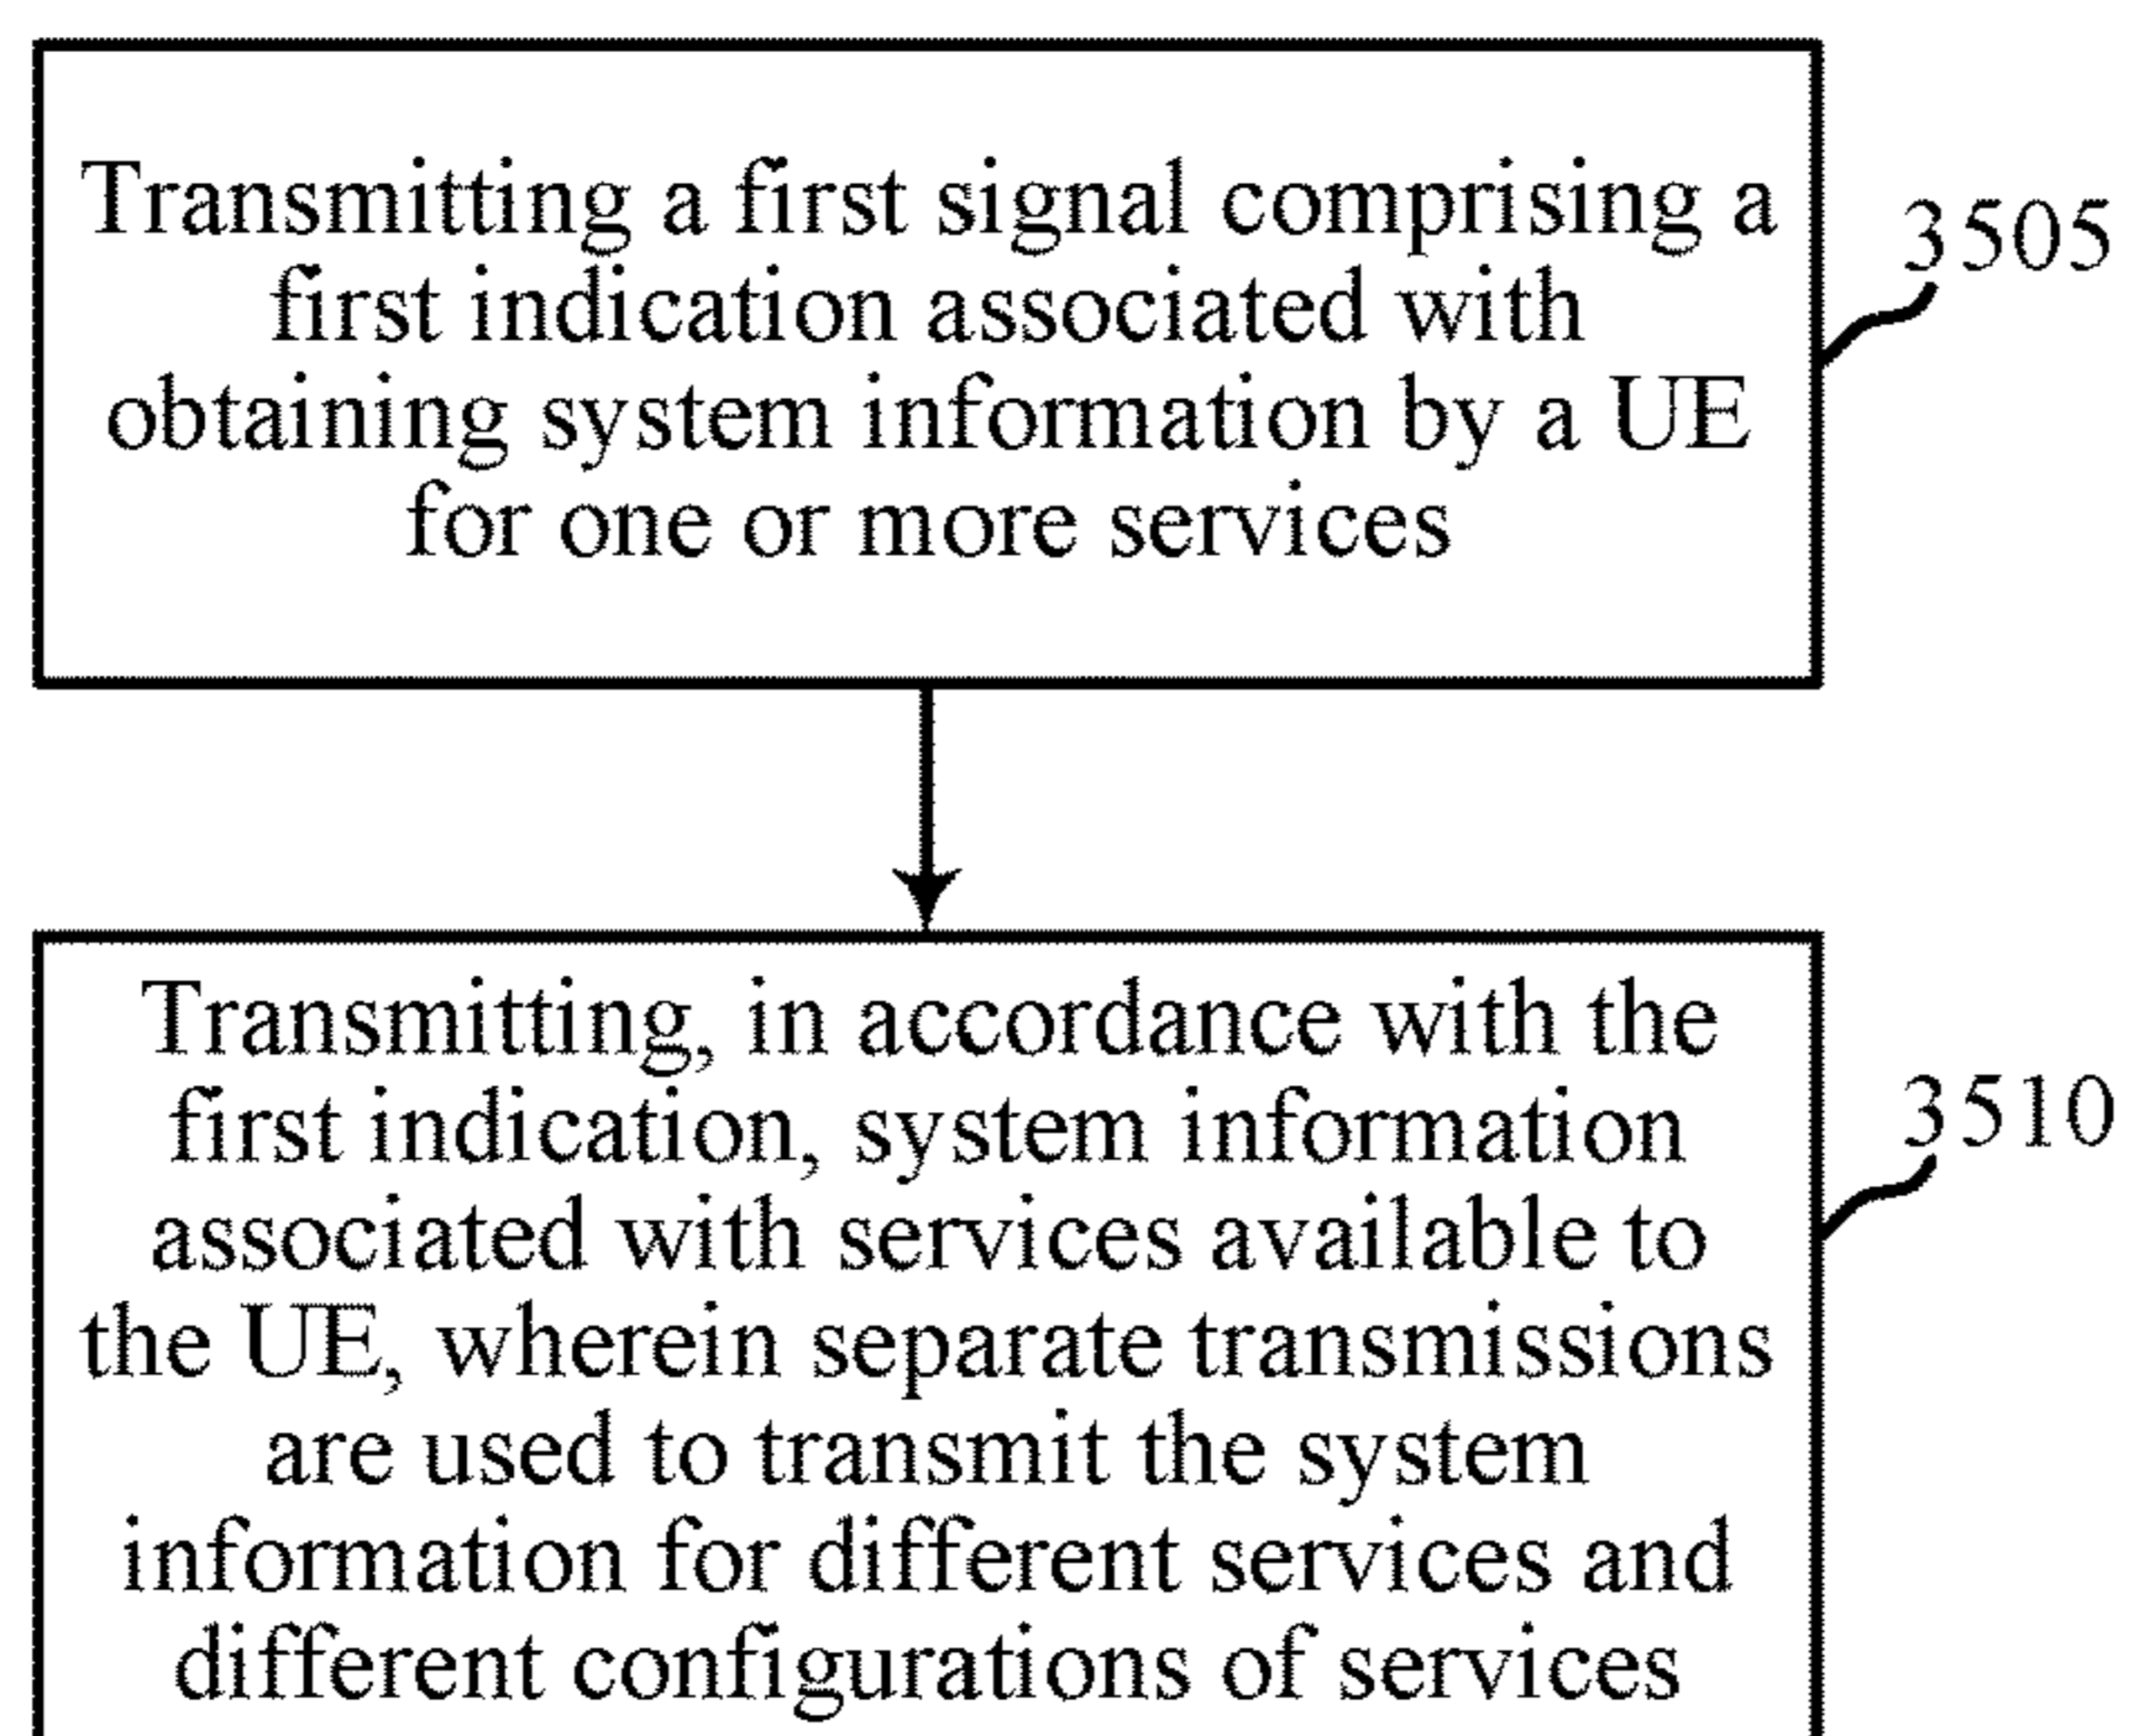 Transmitting a first signal comprising a
first indication associated with
obtaining system information by a UE
for one or more services
3505
Transmitting, in accordance with the
first indication, system information
associated with services available to
the UE, wherein separate transmissions
are used to transmit the system
information for different services and
different configurations of services
3510